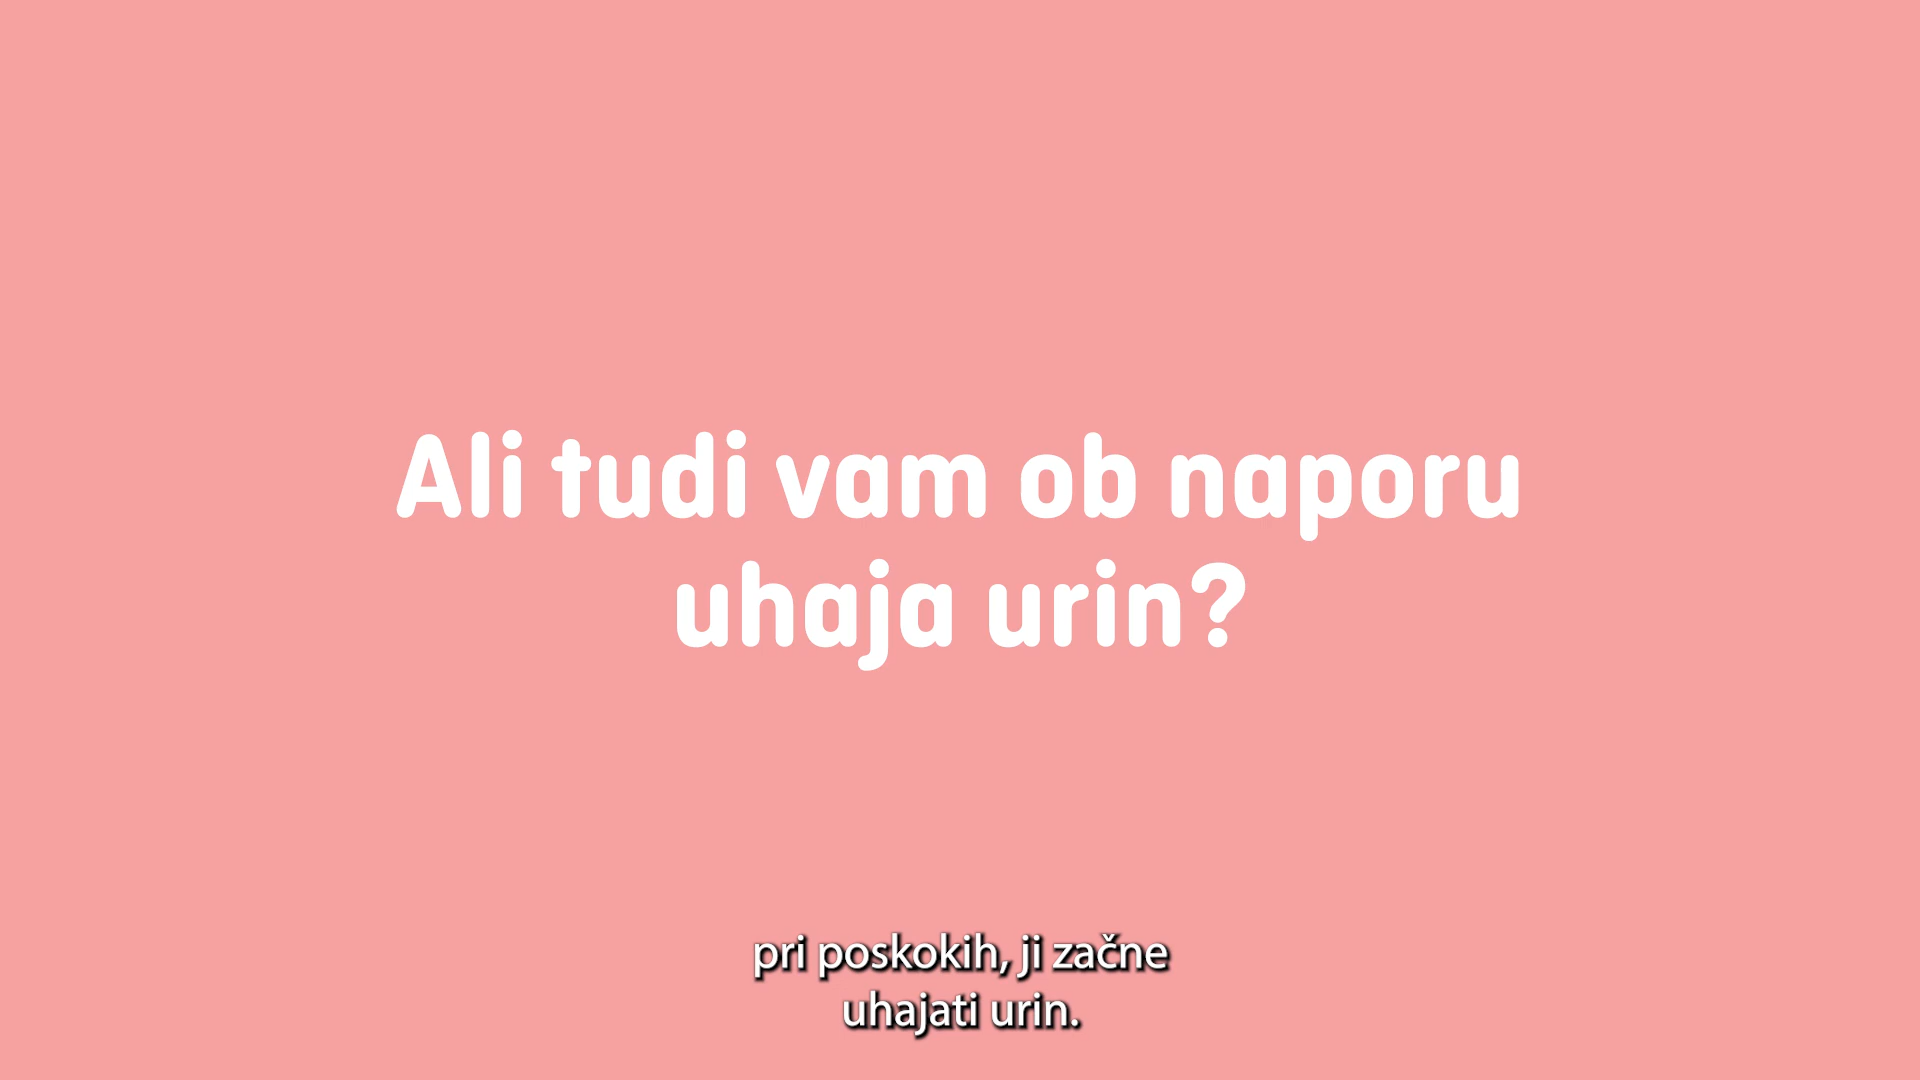 Ali tudi vam ob naporu
uhaja urin?
pri poskokih, ji začne
uhajati urin.